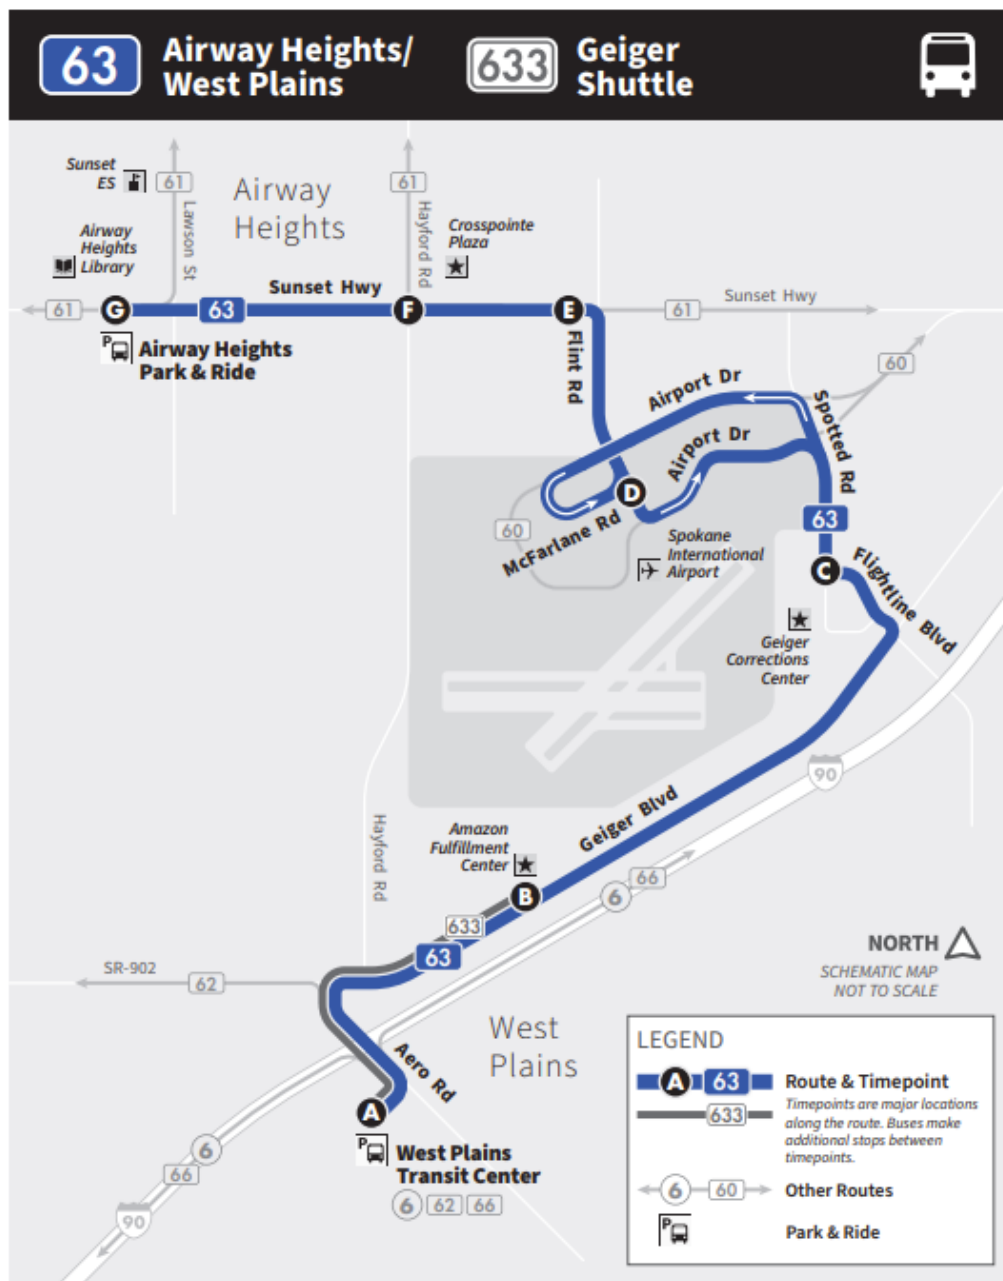 63
Airway Heights/
West Plains
633
Geiger
Shuttle
Sunset
ES
61
Airway
Heights
61
Lawson St
Hayford Rd
Crosspointe
Plaza
Airway
Heights
Library
61
G
63
Sunset Hwy
F
E
61
Sunset Hwy
P
Airway Heights
Park & Ride
Flint Rd
60
Airport Dr
Spotted Rd
Airport Dr
D
63
60
McFarlane Rd
Spokane
International
Airport
C
Flightline Blvd
Geiger
Corrections
Center
90
Geiger Blvd
Hayford Rd
Amazon
Fulfillment
Center
B
66
6
633
63
SR-902
62
NORTH
SCHEMATIC MAP
NOT TO SCALE
West
Plains
Aero Rd
A
P
West Plains
Transit Center
6 62 66
6
66
90
LEGEND
A 63 Route & Timepoint
633
Timepoints are major locations
along the route. Buses make
additional stops between
timepoints.
6 60 Other Routes
P Park & Ride